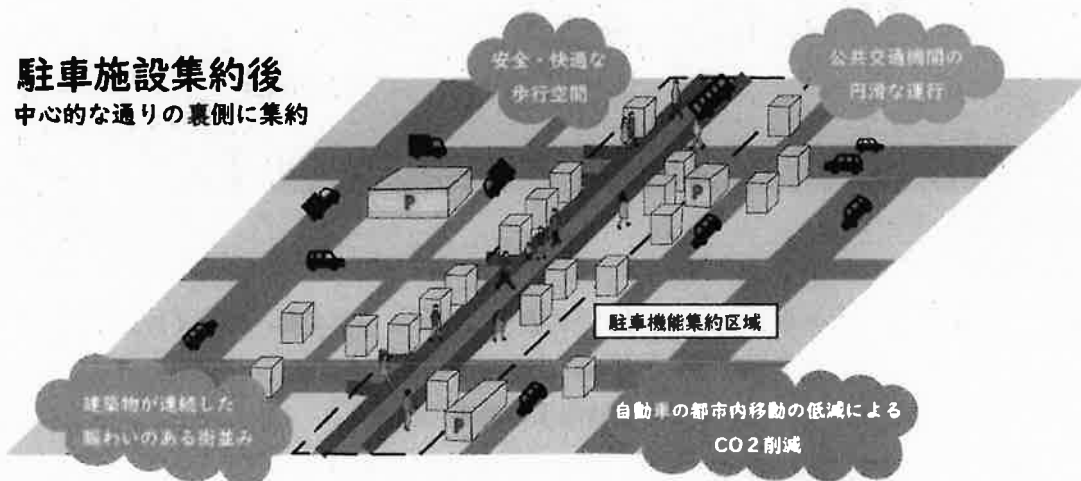 駐車施設集約後
中心的な通りの裏側に集約
安全・快適な
歩行空間
公共交通機関の
円滑な運行
P
P
駐車機能集約区域
P
建築物が連続した
賑わいのある街並み
自動車の都市内移動の低減による
CO2削減